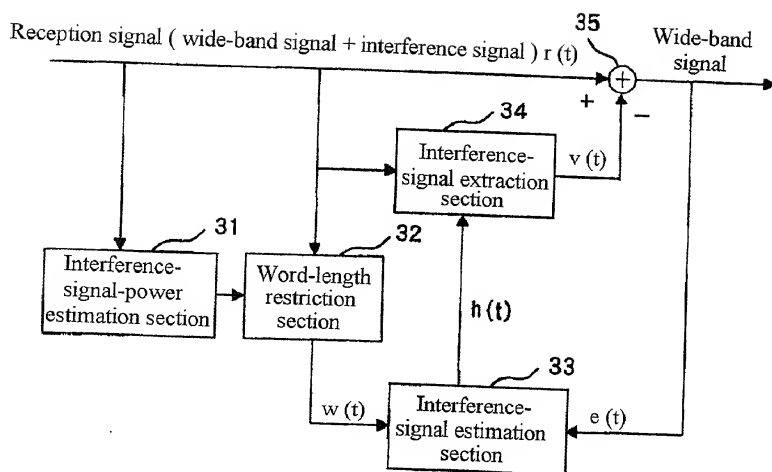 35
Wide-band
signal
Reception signal ( wide-band signal + interference signal ) r (t)
+
+
−
34
Interference-
signal extraction
section
v (t)
31
Interference-
signal-power
estimation section
32
Word-length
restriction
section
h (t)
33
w (t)
Interference-
signal estimation
section
e (t)